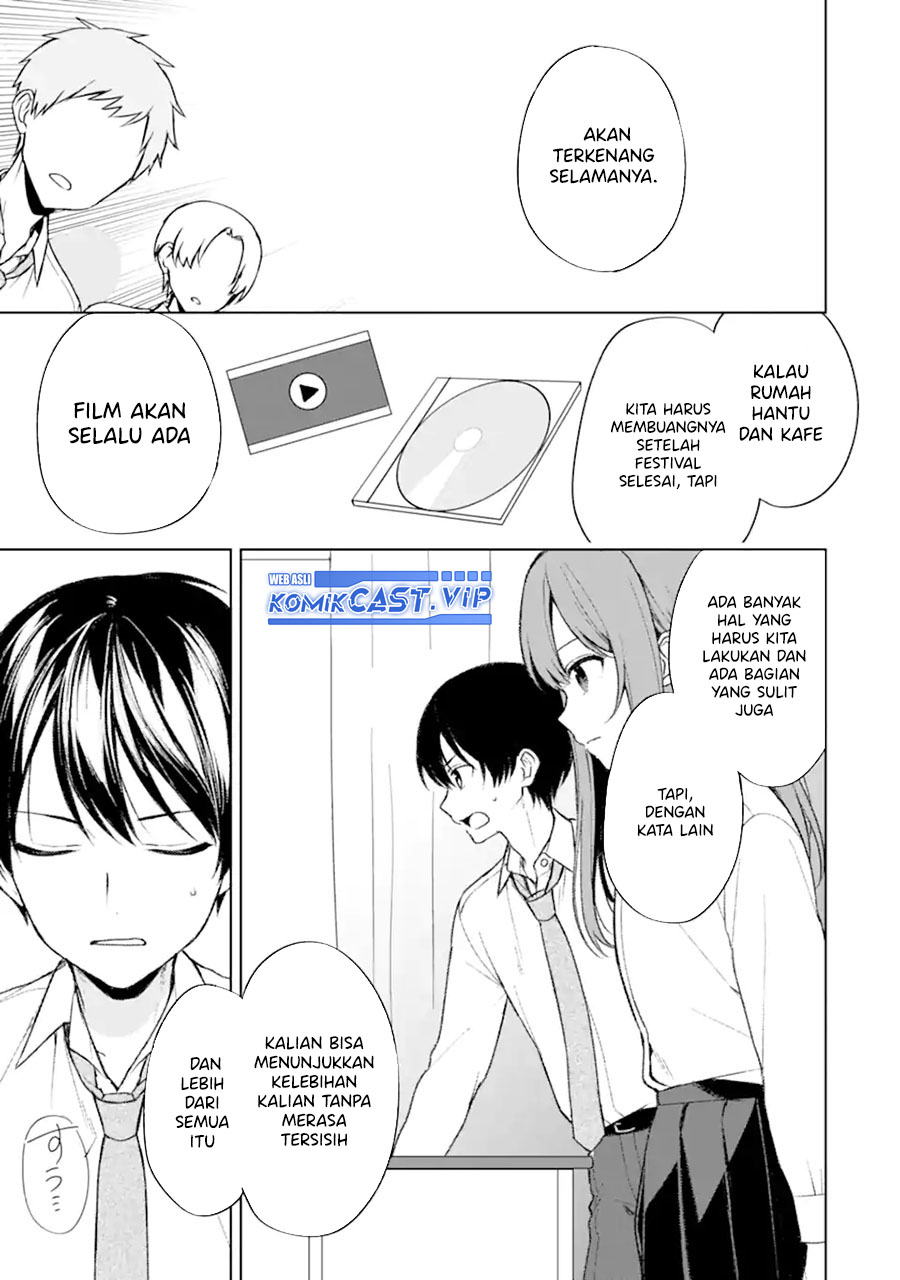 AKAN
TERKENANG
SELAMANYA.
KALAU
RUMAH
HANTU
DAN KAFE
KITA HARUS
MEMBUANGNYA
SETELAH
FESTIVAL
SELESAI, TAPI
FILM AKAN
SELALU ADA
ADA BANYAK
HAL YANG
HARUS KITA
LAKUKAN DAN
ADA BAGIAN
YANG SULIT
JUGA
TAPI,
DENGAN
KATA LAIN
WEB ASLI
KOMIKCAST.VIP
KALIAN BISA
MENUNJUKKAN
KELEBIHAN
KALIAN TANPA
MERASA
TERSISIH
DAN
LEBIH
DARI
SEMUA
ITU
すぅ…